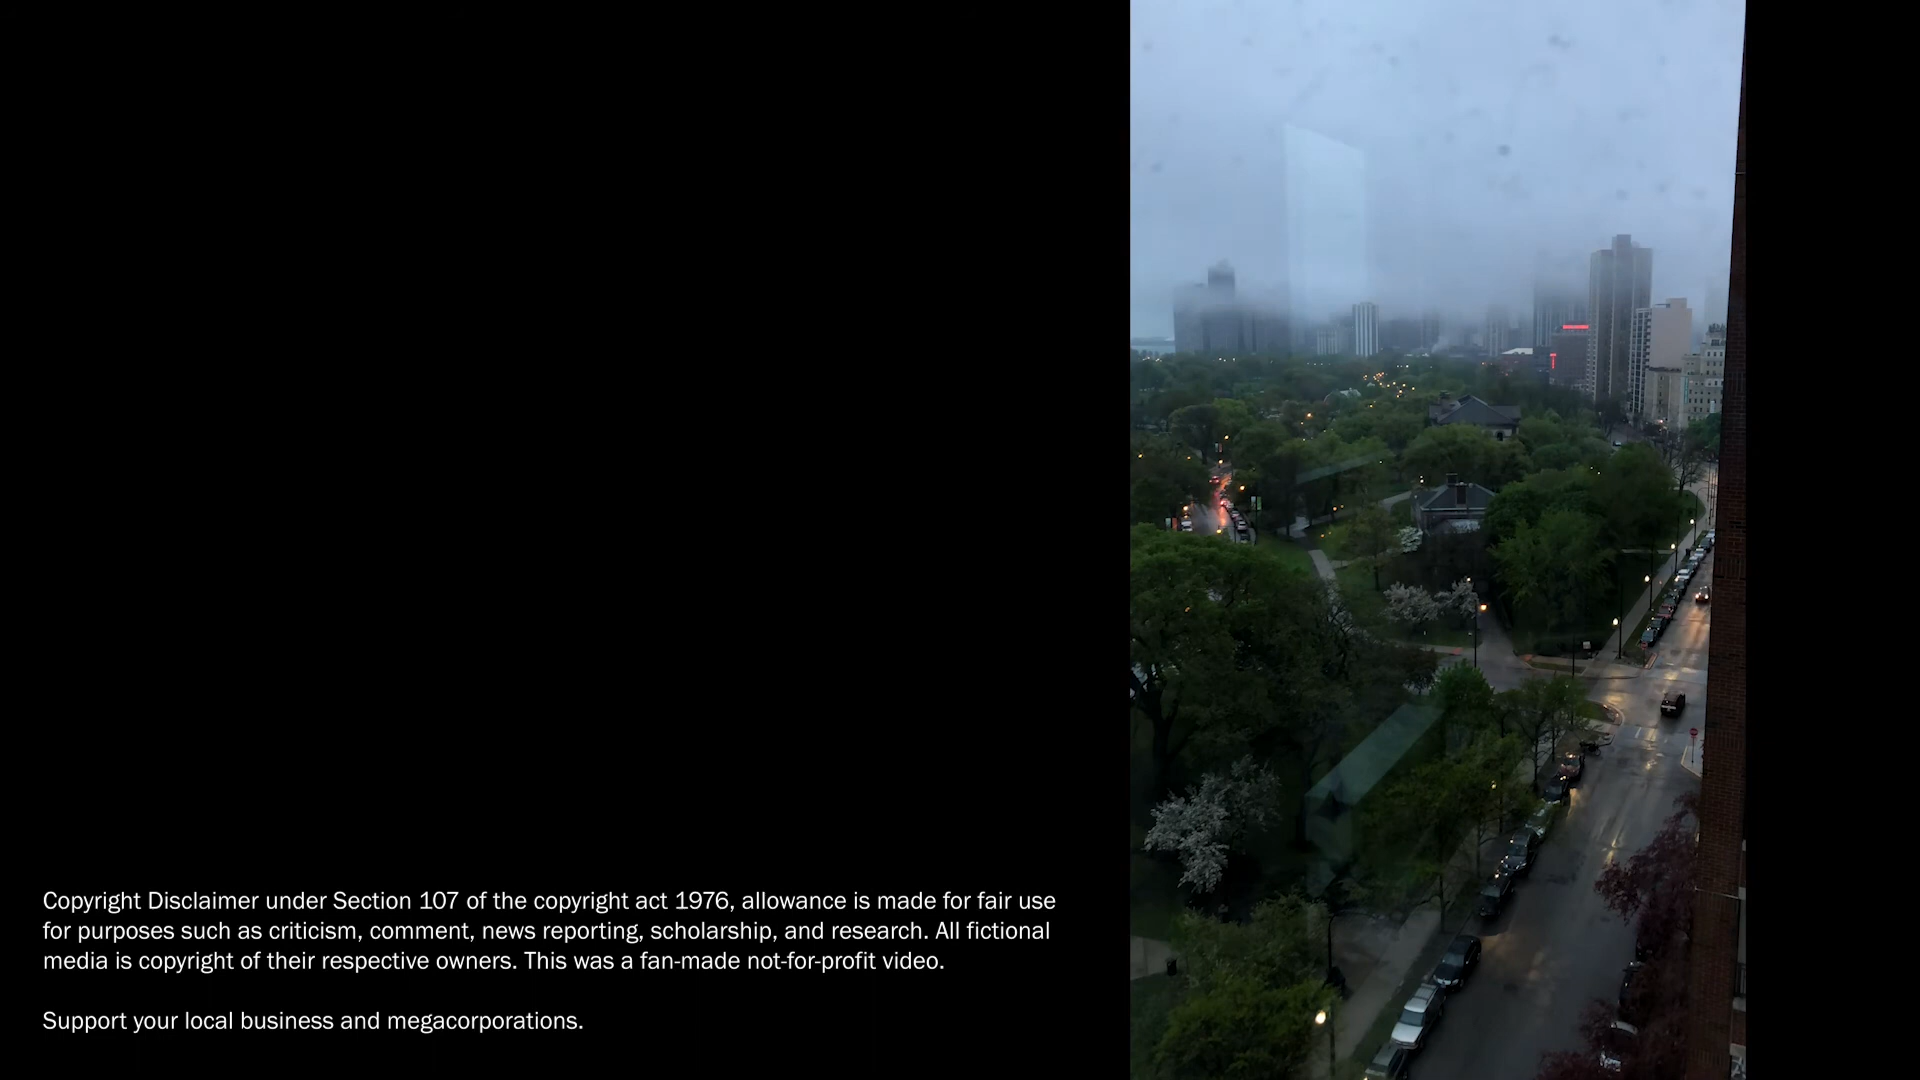 Copyright Disclaimer under Section 107 of the copyright act 1976, allowance is made for fair use
for purposes such as criticism, comment, news reporting, scholarship, and research. All fictional
media is copyright of their respective owners. This was a fan-made not-for-profit video.
Support your local business and megacorporations.